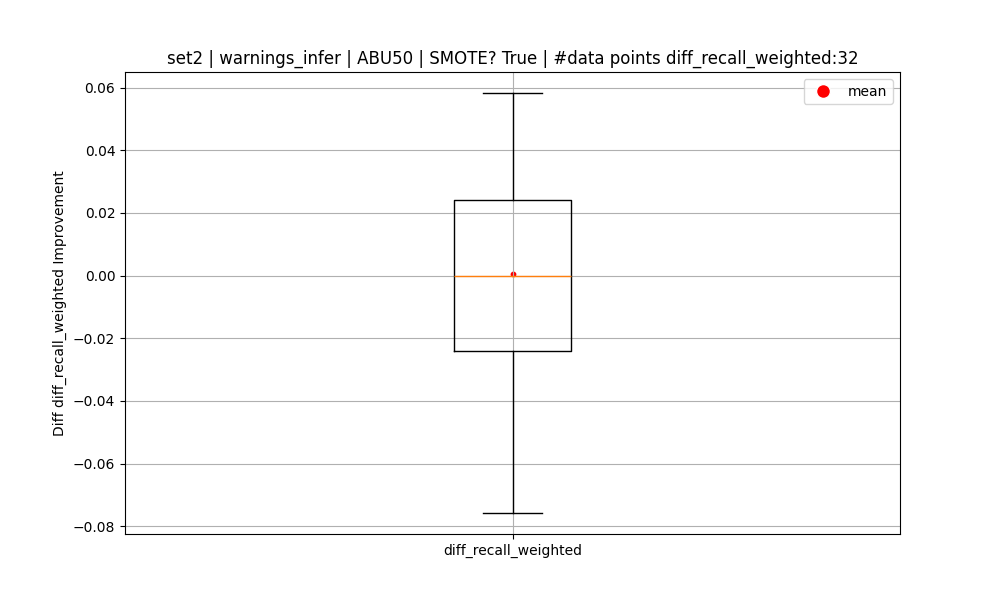 set2 | warnings_infer | ABU50 | SMOTE? True | #data points diff_recall_weighted:32
mean
Diff diff_recall_weighted Improvement
0.06
0.04
0.02
0.00
−0.02
−0.04
−0.06
−0.08
diff_recall_weighted